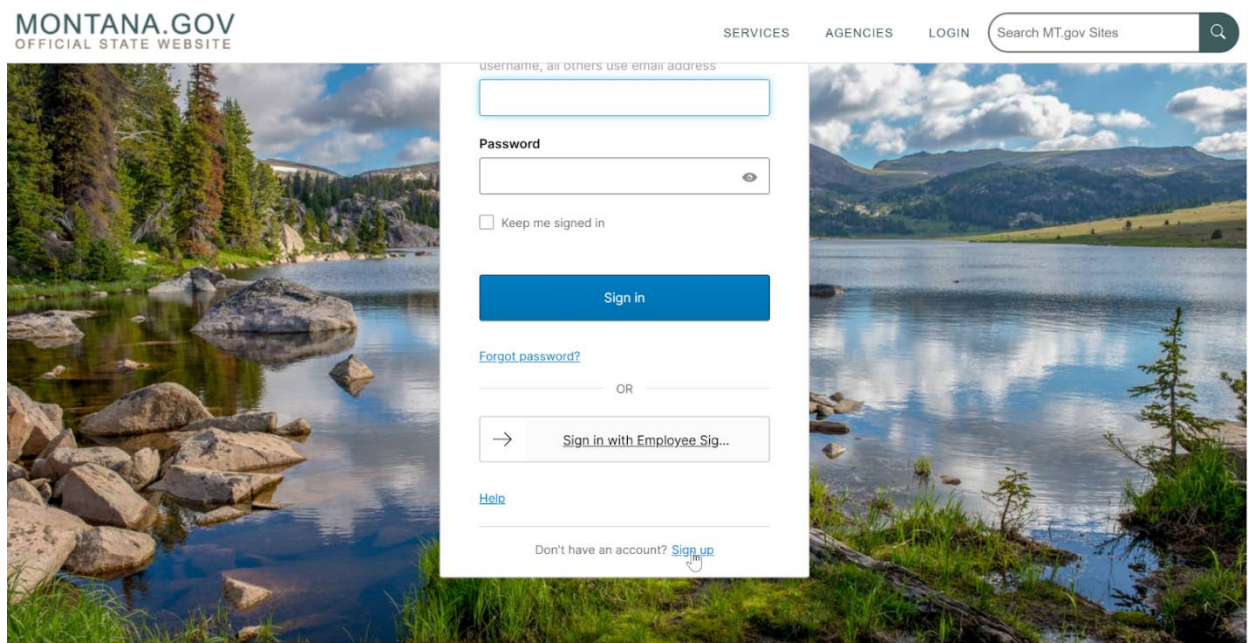 MONTANA.GOV
OFFICIAL STATE WEBSITE
SERVICES AGENCIES LOGIN Search MT.gov Sites
username, all others use email address
Password
Keep me signed in
Sign in
Forgot password?
OR
Sign in with Employee Sig...
Help
Don't have an account? Sign up